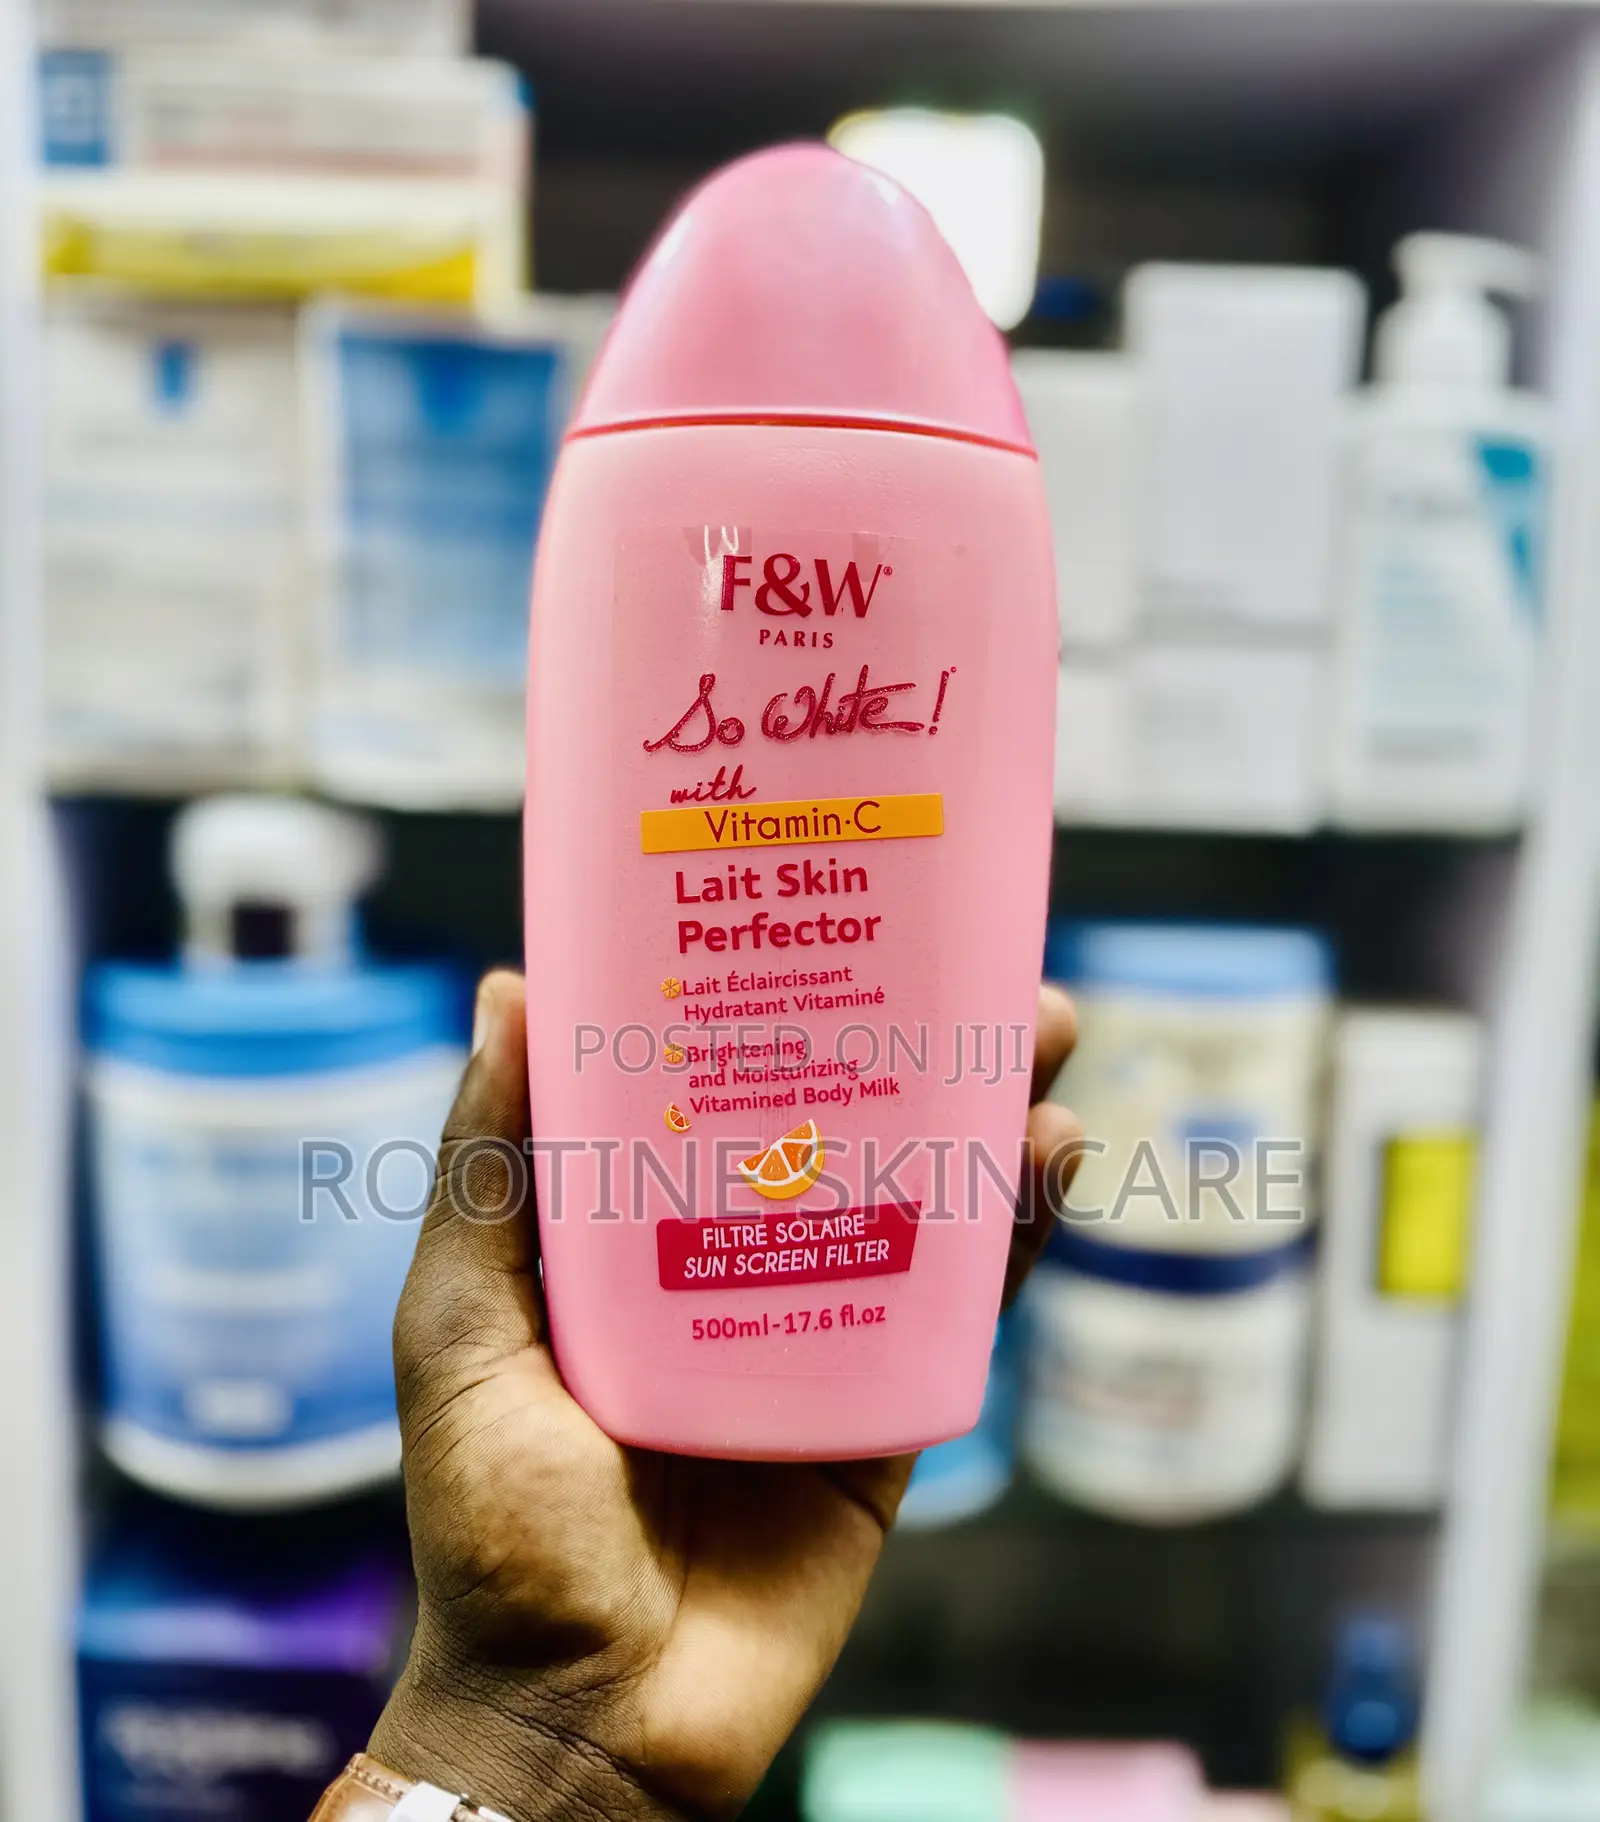 F&W®
PARIS
So White!
with
Vitamin·C
Lait Skin
Perfector
Lait Éclaircissant
Hydratant Vitaminé
POSTED ON JIJI
Brightening
and Moisturizing
Vitamined Body Milk
ROOTINE SKINCARE
FILTRE SOLAIRE
SUN SCREEN FILTER
500ml-17.6 fl.oz